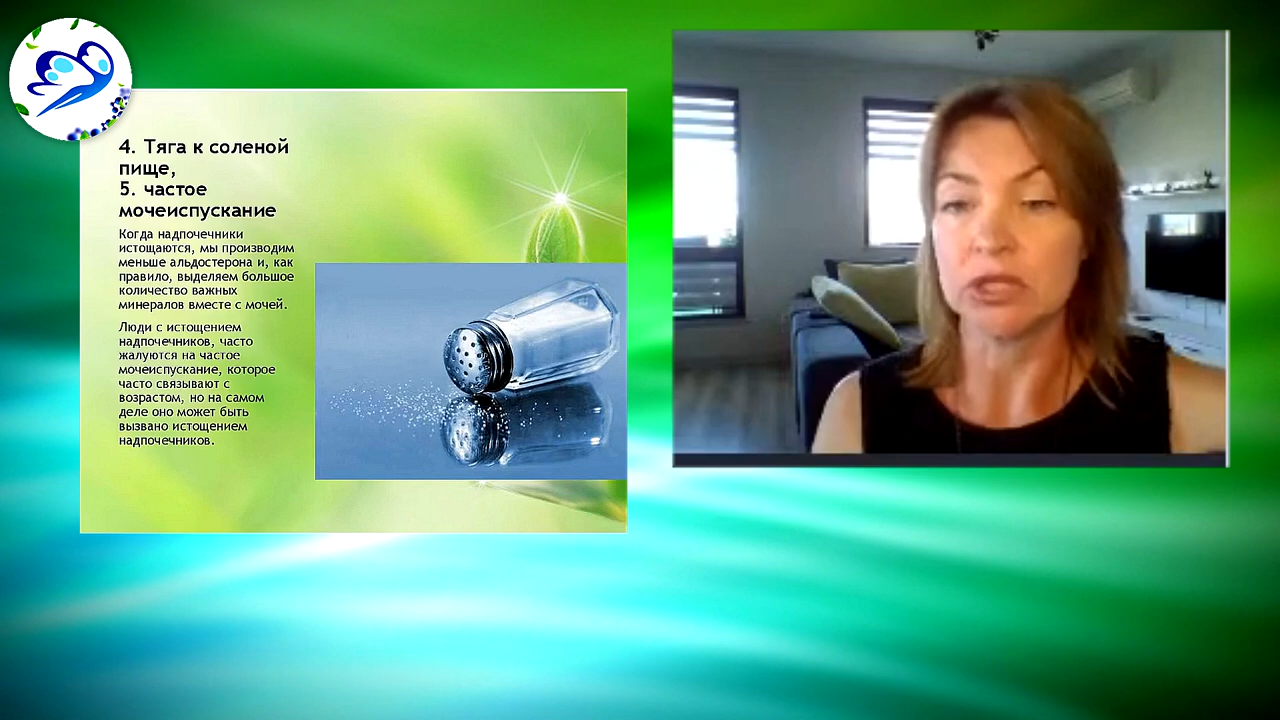 4. Тяга к соленой
пище,
5. частое
мочеиспускание
Когда надпочечники
истощаются, мы производим
меньше альдостерона и, как
правило, выделяем большое
количество важных
минералов вместе с мочей.
Люди с истощением
надпочечников, часто
жалуются на частое
мочеиспускание, которое
часто связывают с
возрастом, но на самом
деле оно может быть
вызвано истощением
надпочечников.